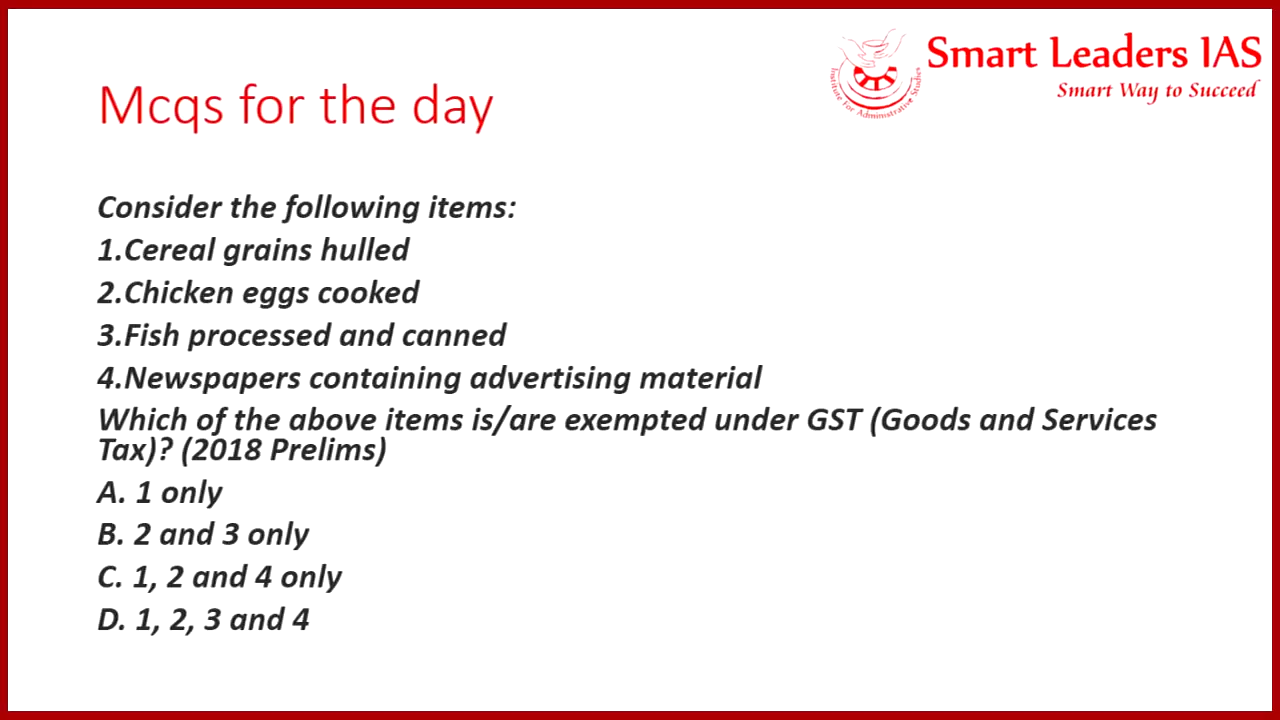 Smart Leaders IAS
Smart Way to Succeed
Institute For Administrative Studies
Mcqs for the day
Consider the following items:
1.Cereal grains hulled
2.Chicken eggs cooked
3.Fish processed and canned
4.Newspapers containing advertising material
Which of the above items is/are exempted under GST (Goods and Services
Tax)? (2018 Prelims)
A. 1 only
B. 2 and 3 only
C. 1, 2 and 4 only
D. 1, 2, 3 and 4